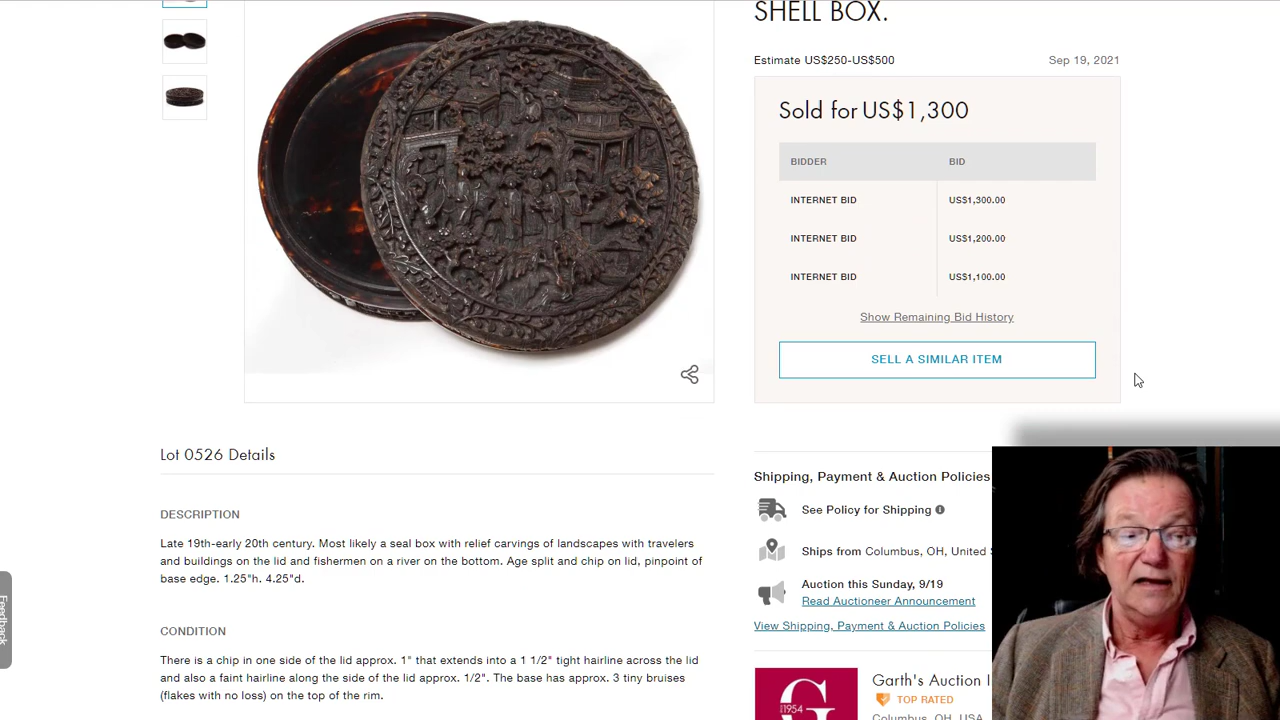 SHELL BOX.
Estimate US$250-US$500
Sep 19, 2021
Sold for US$1,300
BIDDER BID
INTERNET BID US$1,300.00
INTERNET BID US$1,200.00
INTERNET BID US$1,100.00
Show Remaining Bid History
SELL A SIMILAR ITEM
Lot 0526 Details
DESCRIPTION
Late 19th-early 20th century. Most likely a seal box with relief carvings of landscapes with travelers
and buildings on the lid and fishermen on a river on the bottom. Age split and chip on lid, pinpoint of
base edge. 1.25"h. 4.25"d.
CONDITION
There is a chip in one side of the lid approx. 1" that extends into a 1 1/2" tight hairline across the lid
and also a faint hairline along the side of the lid approx. 1/2". The base has approx. 3 tiny bruises
(flakes with no loss) on the top of the rim.
Shipping, Payment & Auction Policies
See Policy for Shipping
Ships from Columbus, OH, United S
Auction this Sunday, 9/19
Read Auctioneer Announcement
View Shipping, Payment & Auction Policies
G
SINCE 1954
Garth's Auction I
TOP RATED
Columbus, OH, USA
Feedback